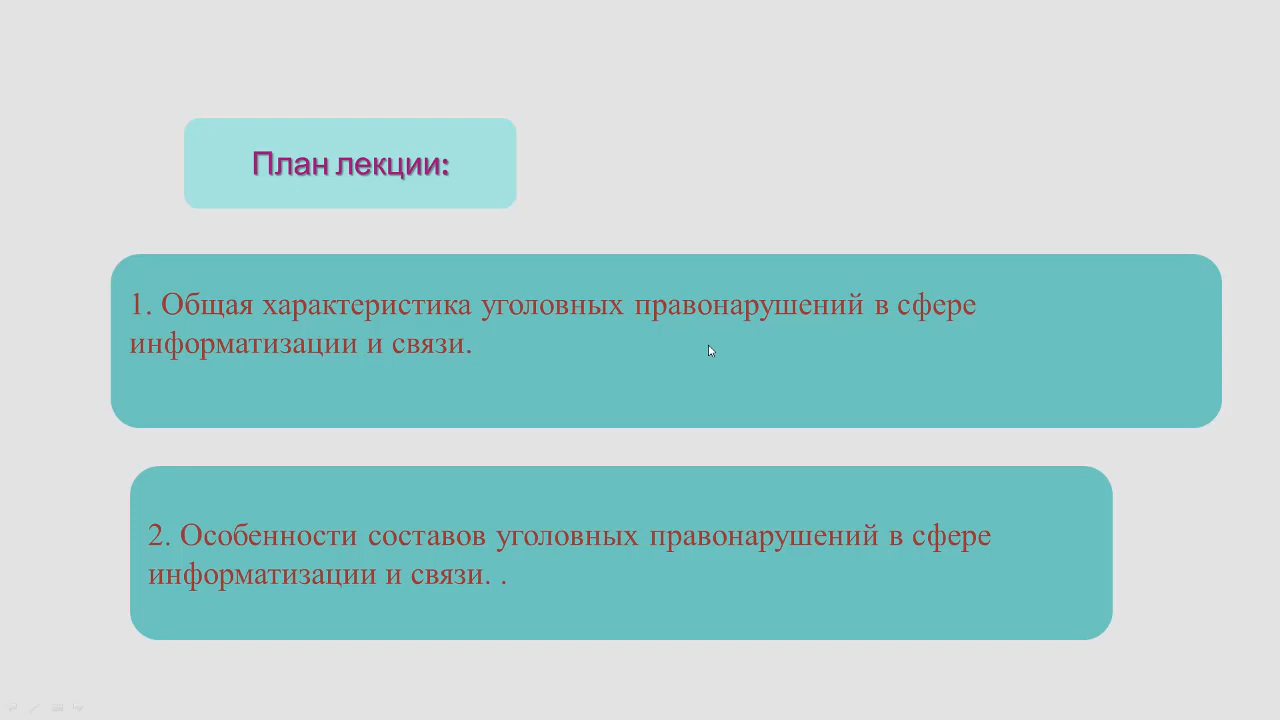 План лекции:
1. Общая характеристика уголовных правонарушений в сфере
информатизации и связи.
2. Особенности составов уголовных правонарушений в сфере
информатизации и связи. .